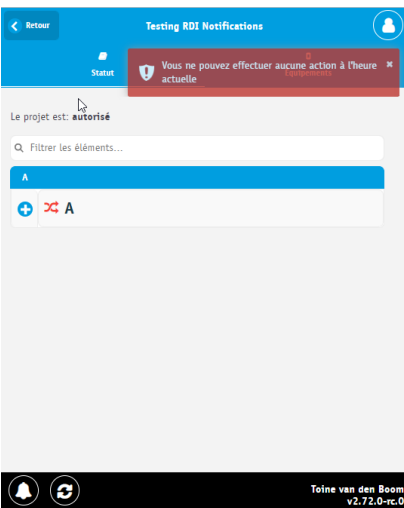 Retour
Testing RDI Notifications
Statut
Équipements
Vous ne pouvez effectuer aucune action à l'heure
actuelle
Le projet est: autorisé
Filtrer les éléments...
A
A
Toine van den Boom
v2.72.0-rc.0